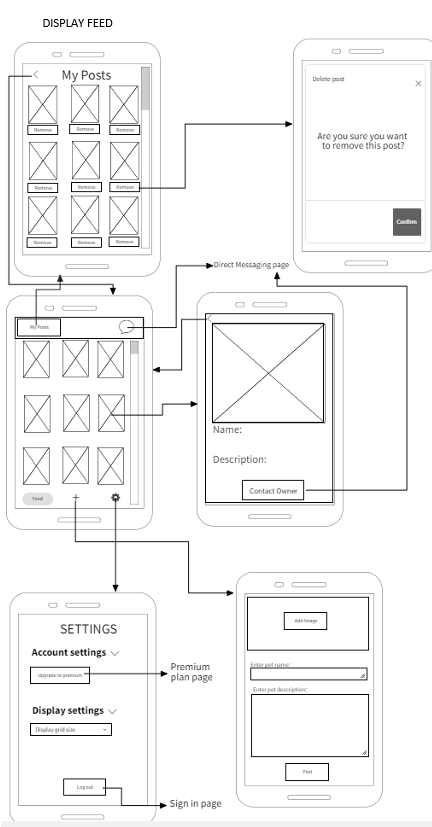 DISPLAY FEED
My Posts
Remove
Remove
Remove
Remove
Remove
Remove
Remove
Remove
Remove
Delete post
Are you sure you want
to remove this post?
Confirm
Direct Messaging page
My Posts
Feed
Name:
Description:
Contact Owner
SETTINGS
Account settings
Upgrade to premium
Premium
plan page
Display settings
Display grid size
Log out
Sign in page
Add Image
Enter pet name:
Enter pet description:
Post